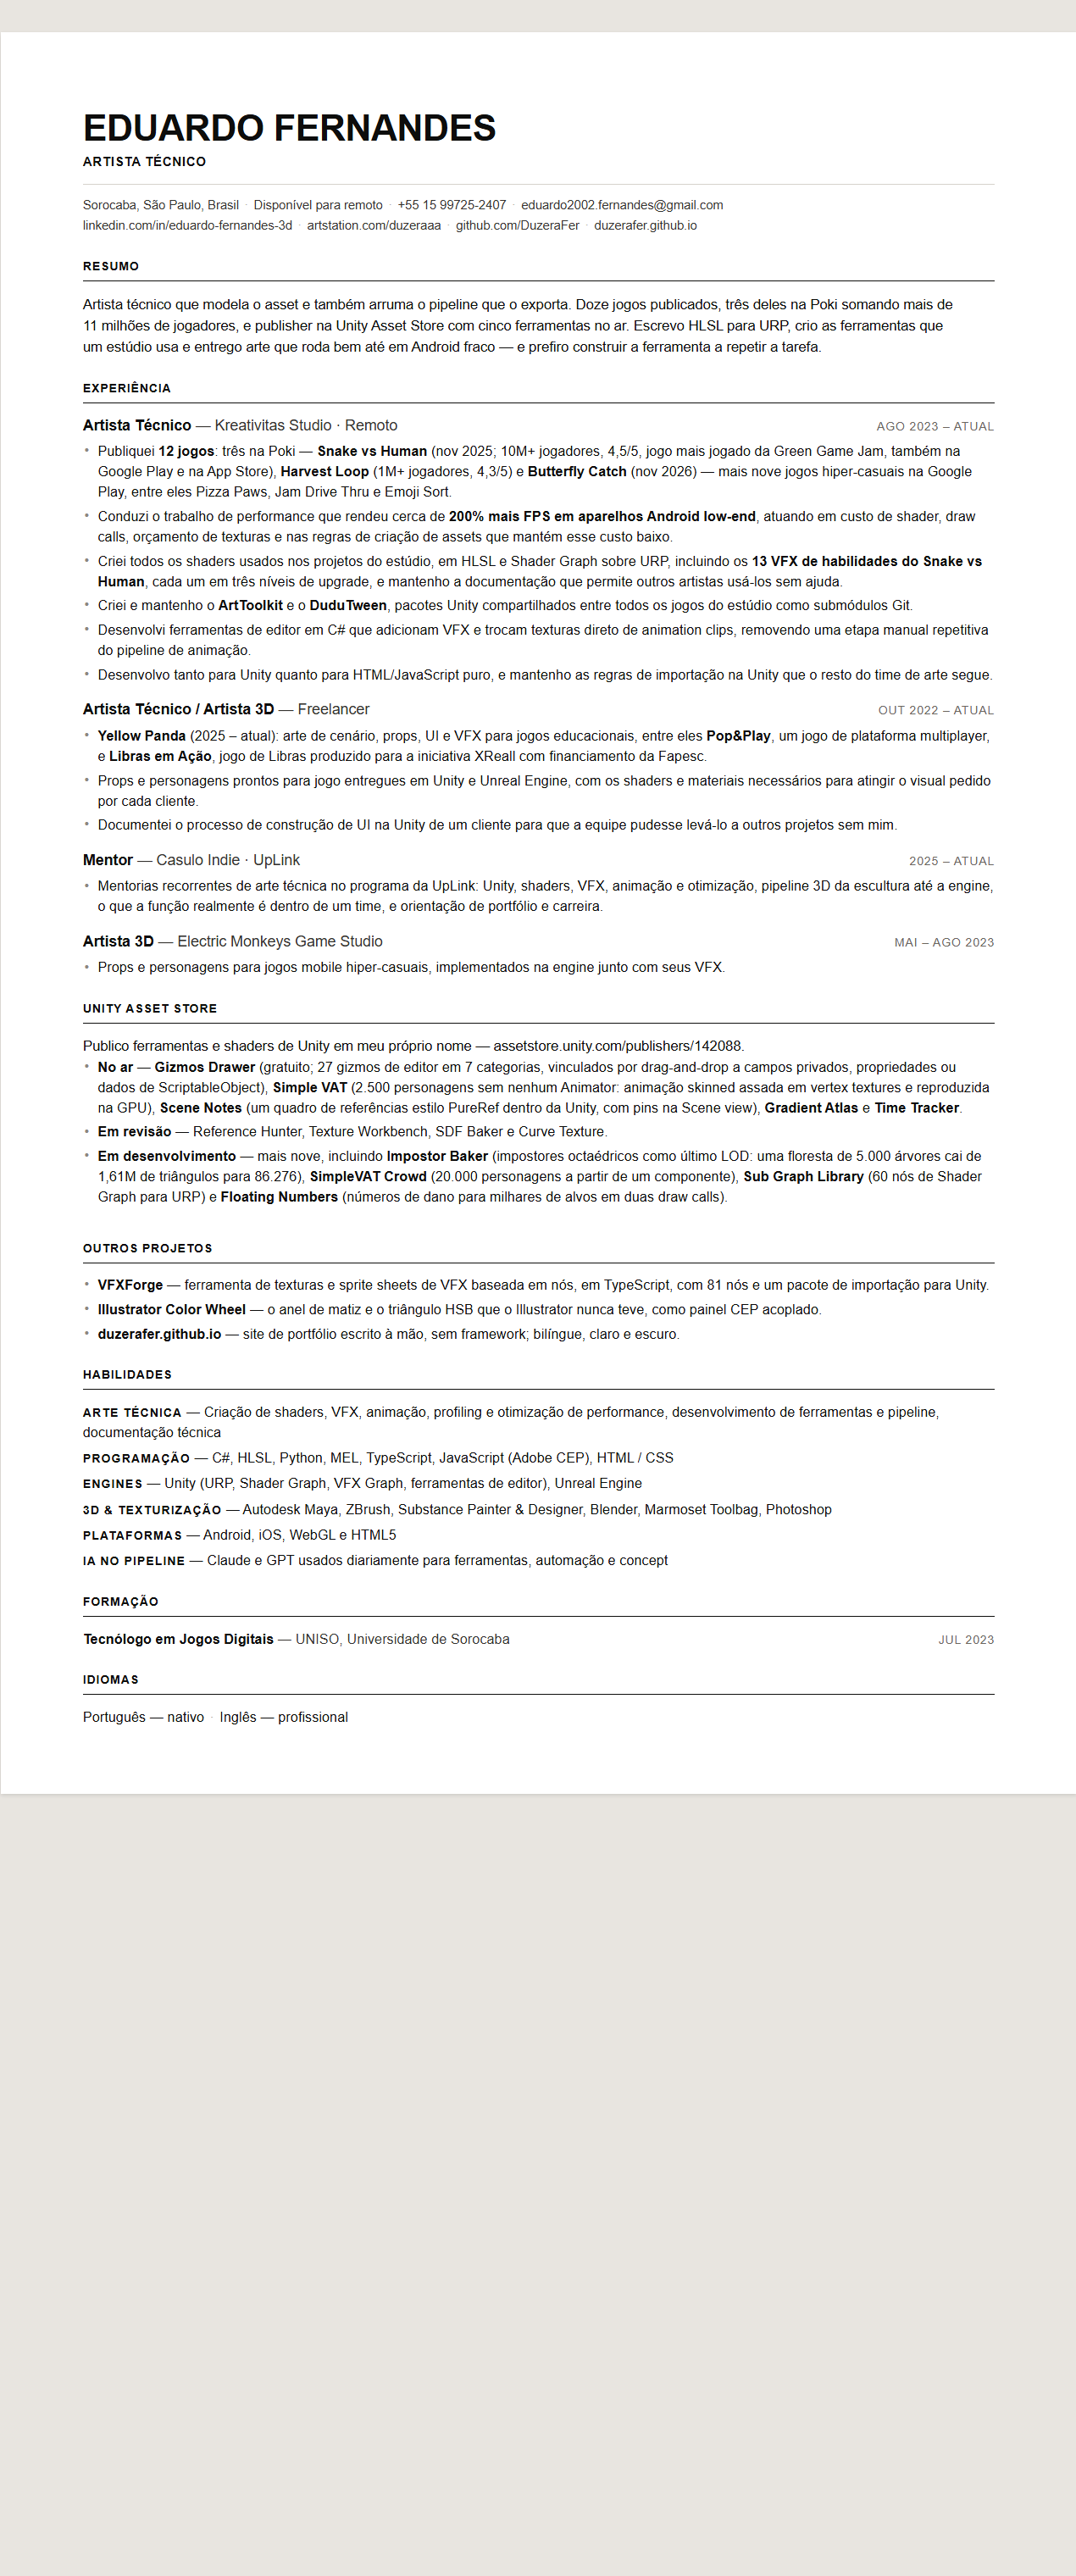 EDUARDO FERNANDES
ARTISTA TÉCNICO
Sorocaba, São Paulo, Brasil · Disponível para remoto · +55 15 99725-2407 · eduardo2002.fernandes@gmail.com
linkedin.com/in/eduardo-fernandes-3d · artstation.com/duzeraaa · github.com/DuzeraFer · duzerafer.github.io
RESUMO
Artista técnico que modela o asset e também arruma o pipeline que o exporta. Doze jogos publicados, três deles na Poki somando mais de
11 milhões de jogadores, e publisher na Unity Asset Store com cinco ferramentas no ar. Escrevo HLSL para URP, crio as ferramentas que
um estúdio usa e entrego arte que roda bem até em Android fraco — e prefiro construir a ferramenta a repetir a tarefa.
EXPERIÊNCIA
Artista Técnico — Kreativitas Studio · Remoto AGO 2023 – ATUAL
• Publiquei 12 jogos: três na Poki — Snake vs Human (nov 2025; 10M+ jogadores, 4,5/5, jogo mais jogado da Green Game Jam, também na
Google Play e na App Store), Harvest Loop (1M+ jogadores, 4,3/5) e Butterfly Catch (nov 2026) — mais nove jogos hiper-casuais na Google
Play, entre eles Pizza Paws, Jam Drive Thru e Emoji Sort.
• Conduzi o trabalho de performance que rendeu cerca de 200% mais FPS em aparelhos Android low-end, atuando em custo de shader, draw
calls, orçamento de texturas e nas regras de criação de assets que mantém esse custo baixo.
• Criei todos os shaders usados nos projetos do estúdio, em HLSL e Shader Graph sobre URP, incluindo os 13 VFX de habilidades do Snake vs
Human, cada um em três níveis de upgrade, e mantenho a documentação que permite outros artistas usá-los sem ajuda.
• Criei e mantenho o ArtToolkit e o DuduTween, pacotes Unity compartilhados entre todos os jogos do estúdio como submódulos Git.
• Desenvolvi ferramentas de editor em C# que adicionam VFX e trocam texturas direto de animation clips, removendo uma etapa manual repetitiva
do pipeline de animação.
• Desenvolvo tanto para Unity quanto para HTML/JavaScript puro, e mantenho as regras de importação na Unity que o resto do time de arte segue.
Artista Técnico / Artista 3D — Freelancer OUT 2022 – ATUAL
• Yellow Panda (2025 – atual): arte de cenário, props, UI e VFX para jogos educacionais, entre eles Pop&Play, um jogo de plataforma multiplayer,
e Libras em Ação, jogo de Libras produzido para a iniciativa XReall com financiamento da Fapesc.
• Props e personagens prontos para jogo entregues em Unity e Unreal Engine, com os shaders e materiais necessários para atingir o visual pedido
por cada cliente.
• Documentei o processo de construção de UI na Unity de um cliente para que a equipe pudesse levá-lo a outros projetos sem mim.
Mentor — Casulo Indie · UpLink 2025 – ATUAL
• Mentorias recorrentes de arte técnica no programa da UpLink: Unity, shaders, VFX, animação e otimização, pipeline 3D da escultura até a engine,
o que a função realmente é dentro de um time, e orientação de portfólio e carreira.
Artista 3D — Electric Monkeys Game Studio MAI – AGO 2023
• Props e personagens para jogos mobile hiper-casuais, implementados na engine junto com seus VFX.
UNITY ASSET STORE
Publico ferramentas e shaders de Unity em meu próprio nome — assetstore.unity.com/publishers/142088.
• No ar — Gizmos Drawer (gratuito; 27 gizmos de editor em 7 categorias, vinculados por drag-and-drop a campos privados, propriedades ou
dados de ScriptableObject), Simple VAT (2.500 personagens sem nenhum Animator: animação skinned assada em vertex textures e reproduzida
na GPU), Scene Notes (um quadro de referências estilo PureRef dentro da Unity, com pins na Scene view), Gradient Atlas e Time Tracker.
• Em revisão — Reference Hunter, Texture Workbench, SDF Baker e Curve Texture.
• Em desenvolvimento — mais nove, incluindo Impostor Baker (impostores octaédricos como último LOD: uma floresta de 5.000 árvores cai de
1,61M de triângulos para 86.276), SimpleVAT Crowd (20.000 personagens a partir de um componente), Sub Graph Library (60 nós de Shader
Graph para URP) e Floating Numbers (números de dano para milhares de alvos em duas draw calls).
OUTROS PROJETOS
• VFXForge — ferramenta de texturas e sprite sheets de VFX baseada em nós, em TypeScript, com 81 nós e um pacote de importação para Unity.
• Illustrator Color Wheel — o anel de matiz e o triângulo HSB que o Illustrator nunca teve, como painel CEP acoplado.
• duzerafer.github.io — site de portfólio escrito à mão, sem framework; bilíngue, claro e escuro.
HABILIDADES
ARTE TÉCNICA — Criação de shaders, VFX, animação, profiling e otimização de performance, desenvolvimento de ferramentas e pipeline,
documentação técnica
PROGRAMAÇÃO — C#, HLSL, Python, MEL, TypeScript, JavaScript (Adobe CEP), HTML / CSS
ENGINES — Unity (URP, Shader Graph, VFX Graph, ferramentas de editor), Unreal Engine
3D & TEXTURIZAÇÃO — Autodesk Maya, ZBrush, Substance Painter & Designer, Blender, Marmoset Toolbag, Photoshop
PLATAFORMAS — Android, iOS, WebGL e HTML5
IA NO PIPELINE — Claude e GPT usados diariamente para ferramentas, automação e concept
FORMAÇÃO
Tecnólogo em Jogos Digitais — UNISO, Universidade de Sorocaba JUL 2023
IDIOMAS
Português — nativo · Inglês — profissional